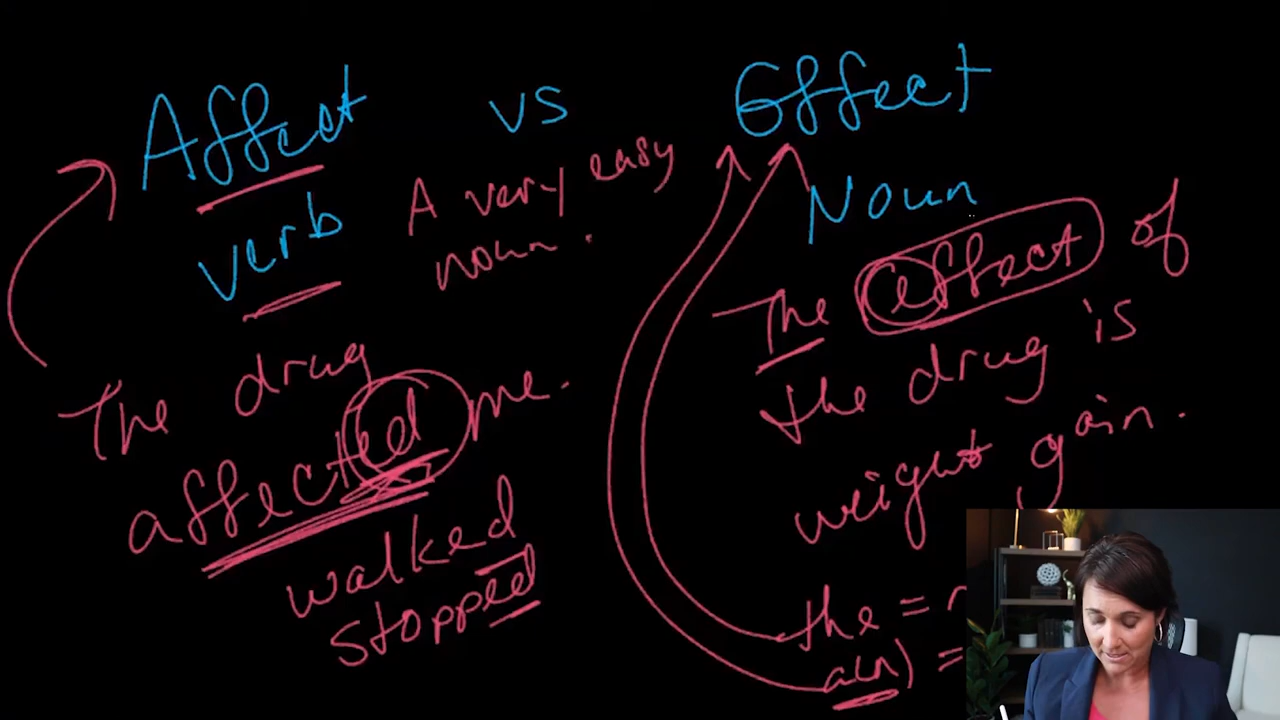 Affect vs Effect
verb
A very easy
noun.
Noun
The drug
affected me.
walked
stopped
The effect of
the drug is
weight gain.
the =
a(n) =